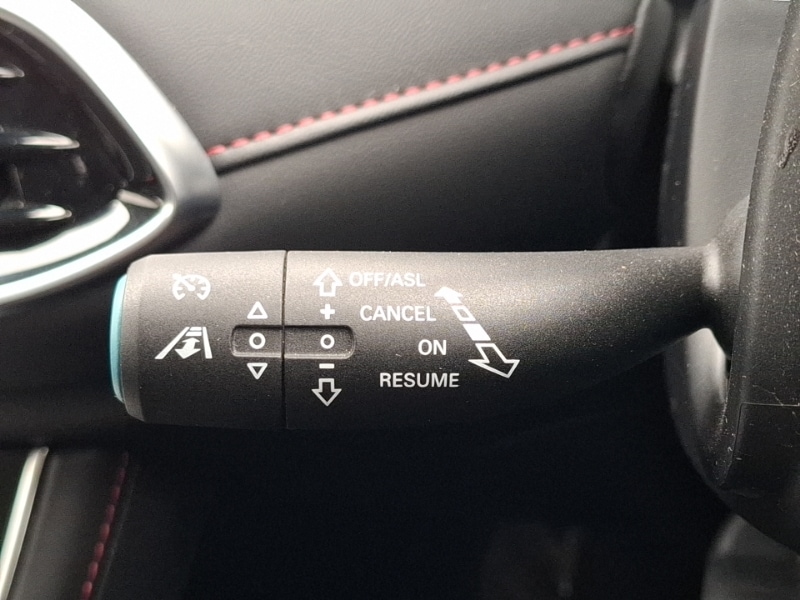 OFF/ASL
+ CANCEL
ON
− RESUME